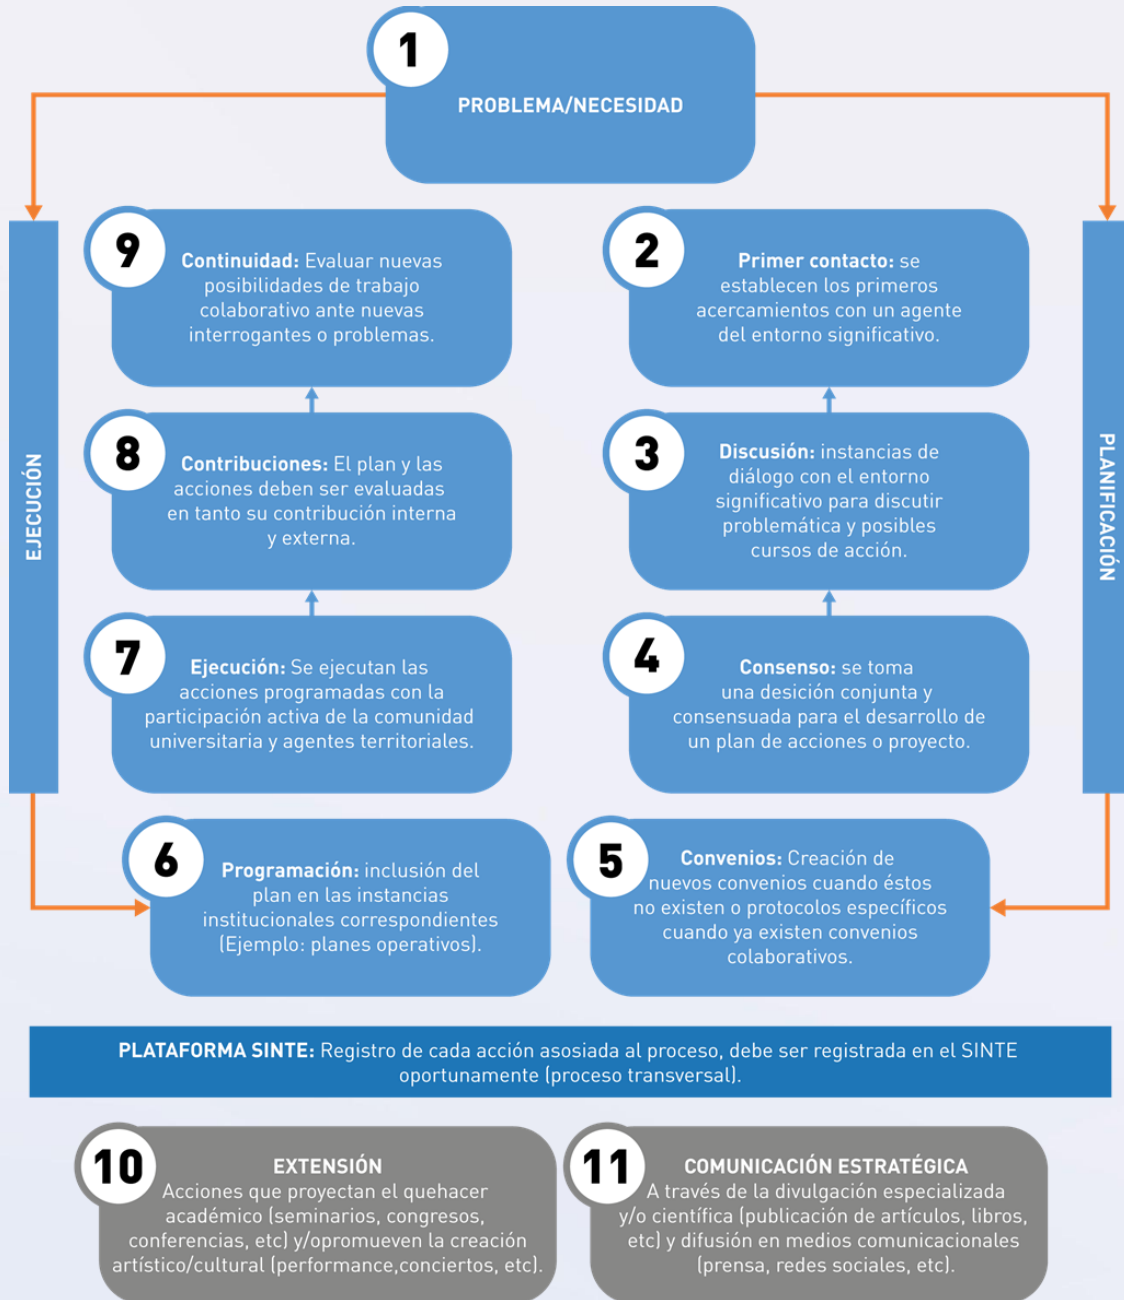 1
PROBLEMA/NECESIDAD
9
Continuidad: Evaluar nuevas
posibilidades de trabajo
colaborativo ante nuevas
interrogantes o problemas.
2
Primer contacto: se
establecen los primeros
acercamientos con un agente
del entorno significativo.
8
Contribuciones: El plan y las
acciones deben ser evaluadas
en tanto su contribución interna
y externa.
3
Discusión: instancias de
diálogo con el entorno
significativo para discutir
problemática y posibles
cursos de acción.
EJECUCIÓN
PLANIFICACIÓN
7
Ejecución: Se ejecutan las
acciones programadas con la
participación activa de la comunidad
universitaria y agentes territoriales.
4
Consenso: se toma
una desición conjunta y
consensuada para el desarrollo de
un plan de acciones o proyecto.
6
Programación: inclusión del
plan en las instancias
institucionales correspondientes
(Ejemplo: planes operativos).
5
Convenios: Creación de
nuevos convenios cuando éstos
no existen o protocolos específicos
cuando ya existen convenios
colaborativos.
PLATAFORMA SINTE: Registro de cada acción asosiada al proceso, debe ser registrada en el SINTE
oportunamente (proceso transversal).
10
EXTENSIÓN
Acciones que proyectan el quehacer
académico (seminarios, congresos,
conferencias, etc) y/opromueven la creación
artístico/cultural (performance,conciertos, etc).
11
COMUNICACIÓN ESTRATÉGICA
A través de la divulgación especializada
y/o científica (publicación de artículos, libros,
etc) y difusión en medios comunicacionales
(prensa, redes sociales, etc).